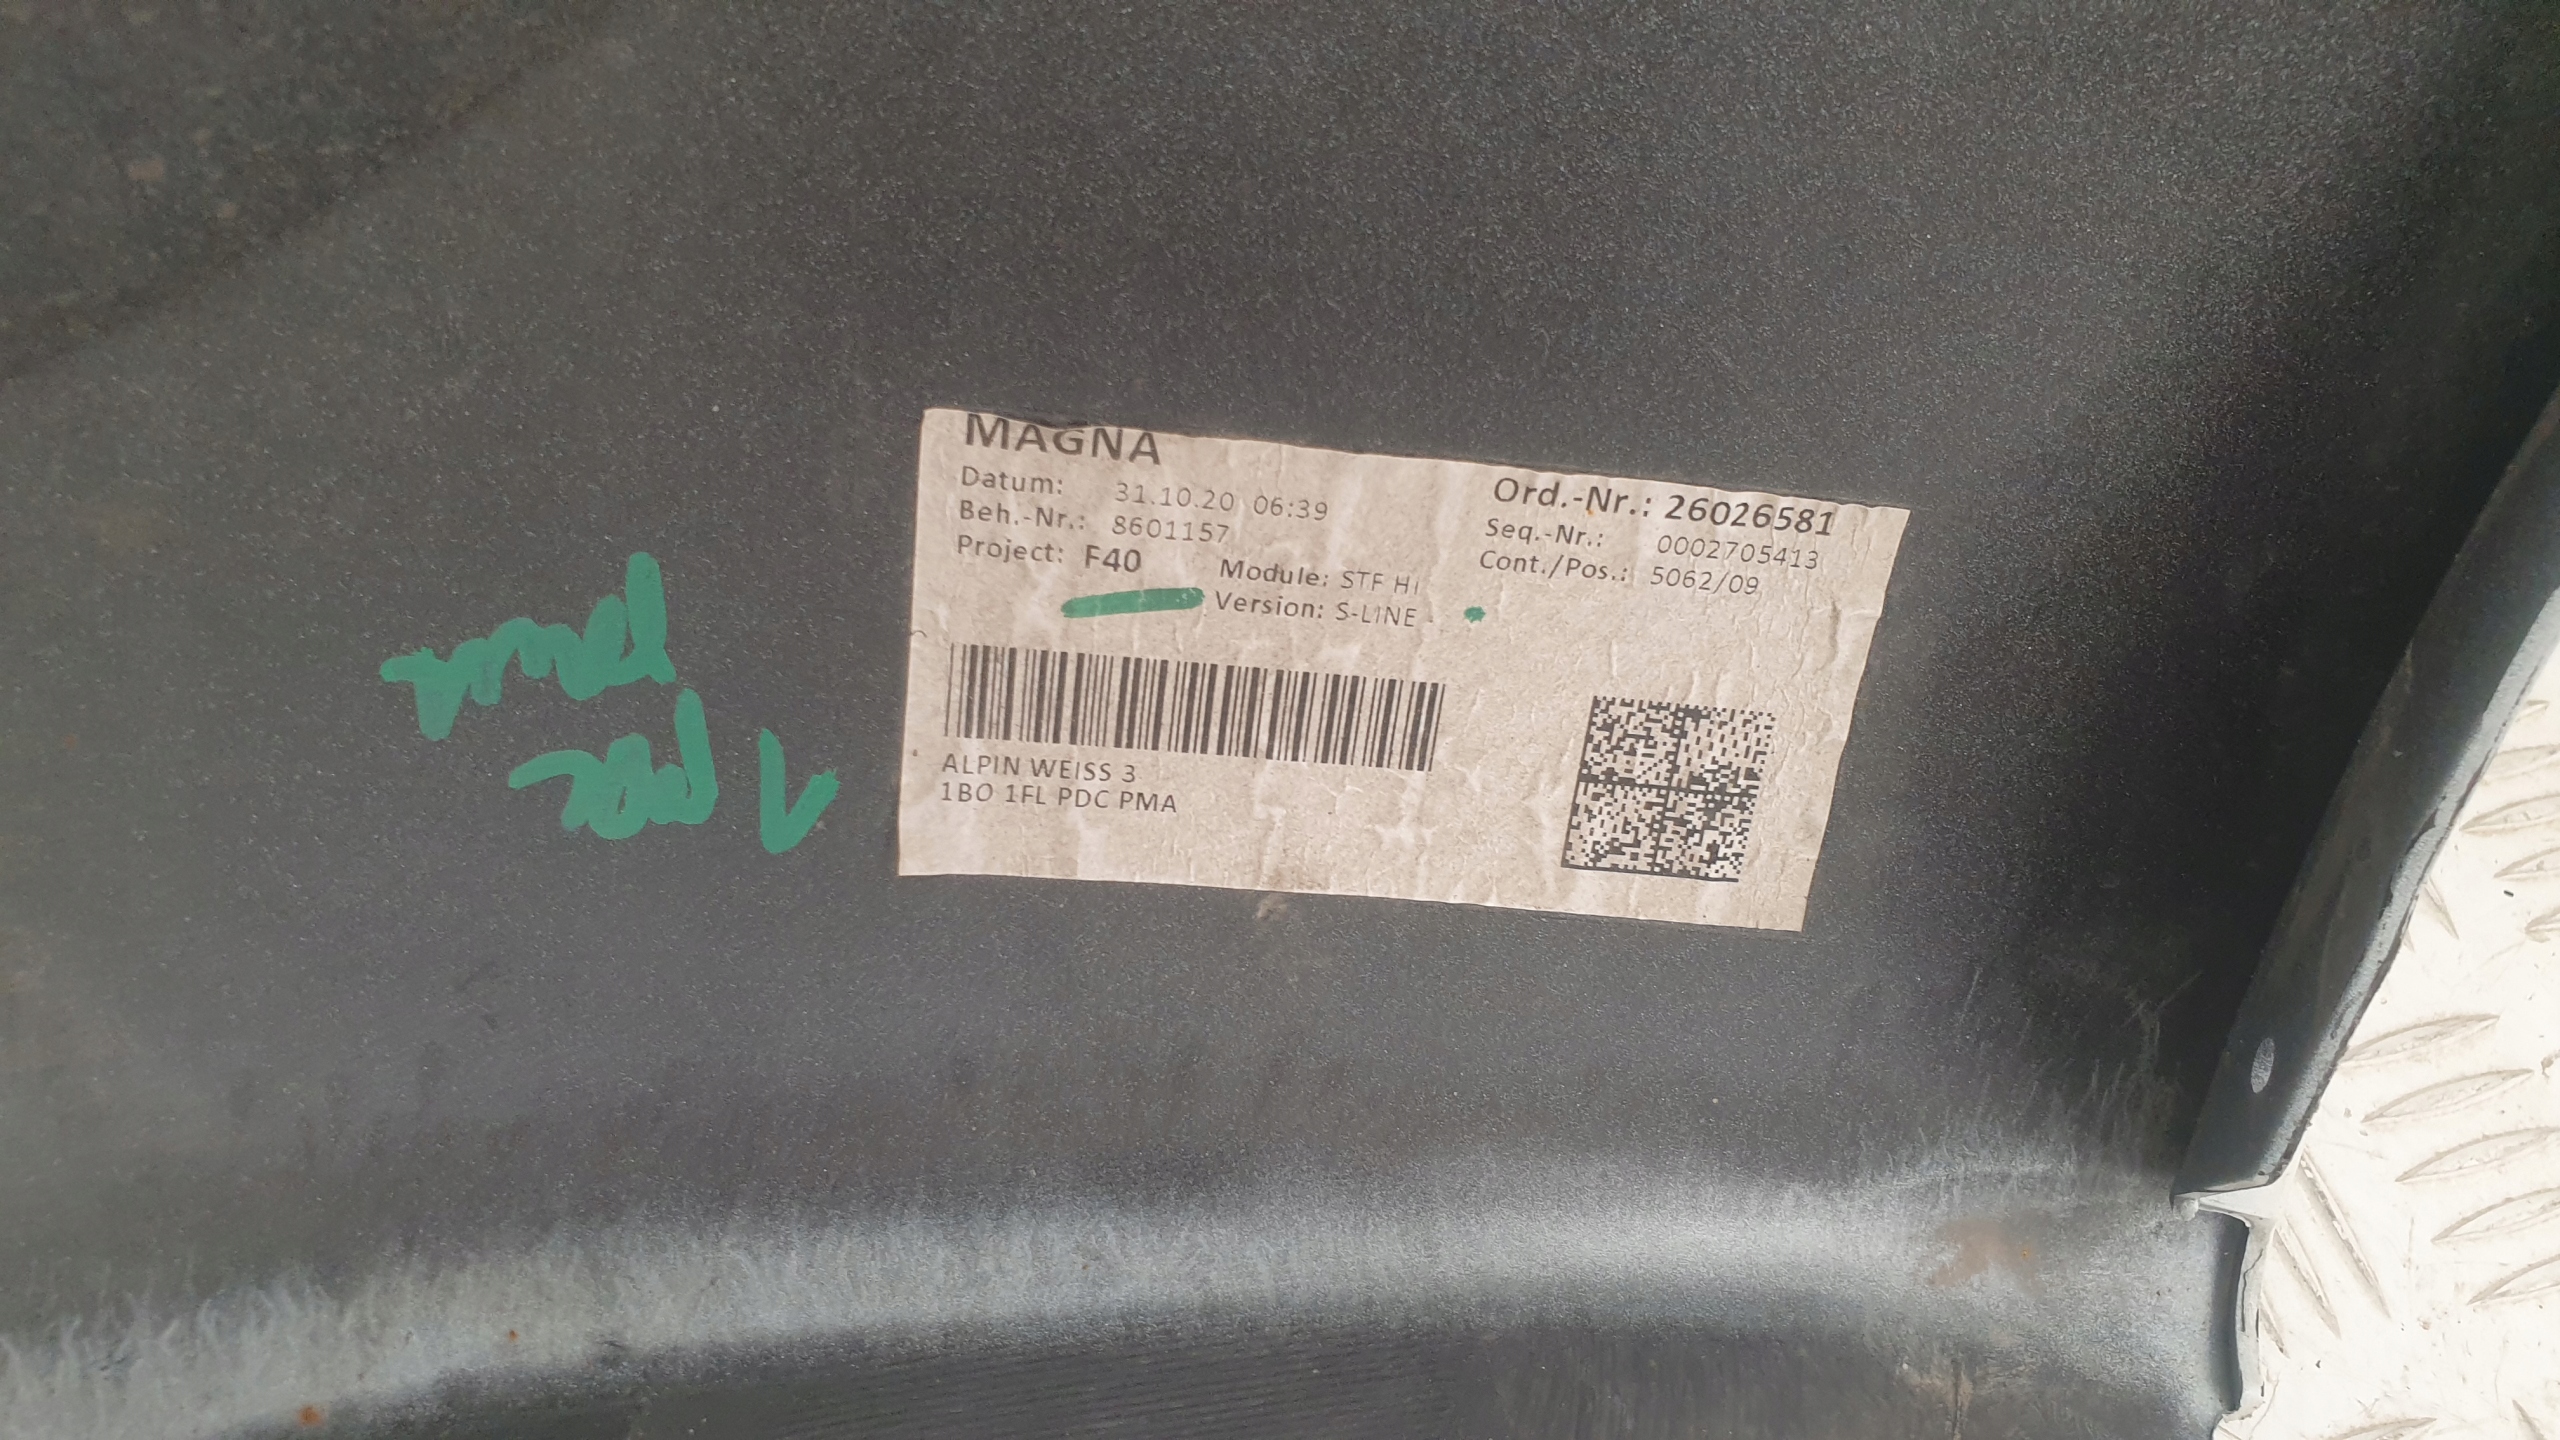 MAGNA
Datum: 31.10.20 06:39
Beh.-Nr.: 8601157
Project: F40
Module: STF HI
Version: S-LINE
Ord.-Nr.: 26026581
Seq.-Nr.: 0002705413
Cont./Pos.: 5062/09
ALPIN WEISS 3
1BO 1FL PDC PMA